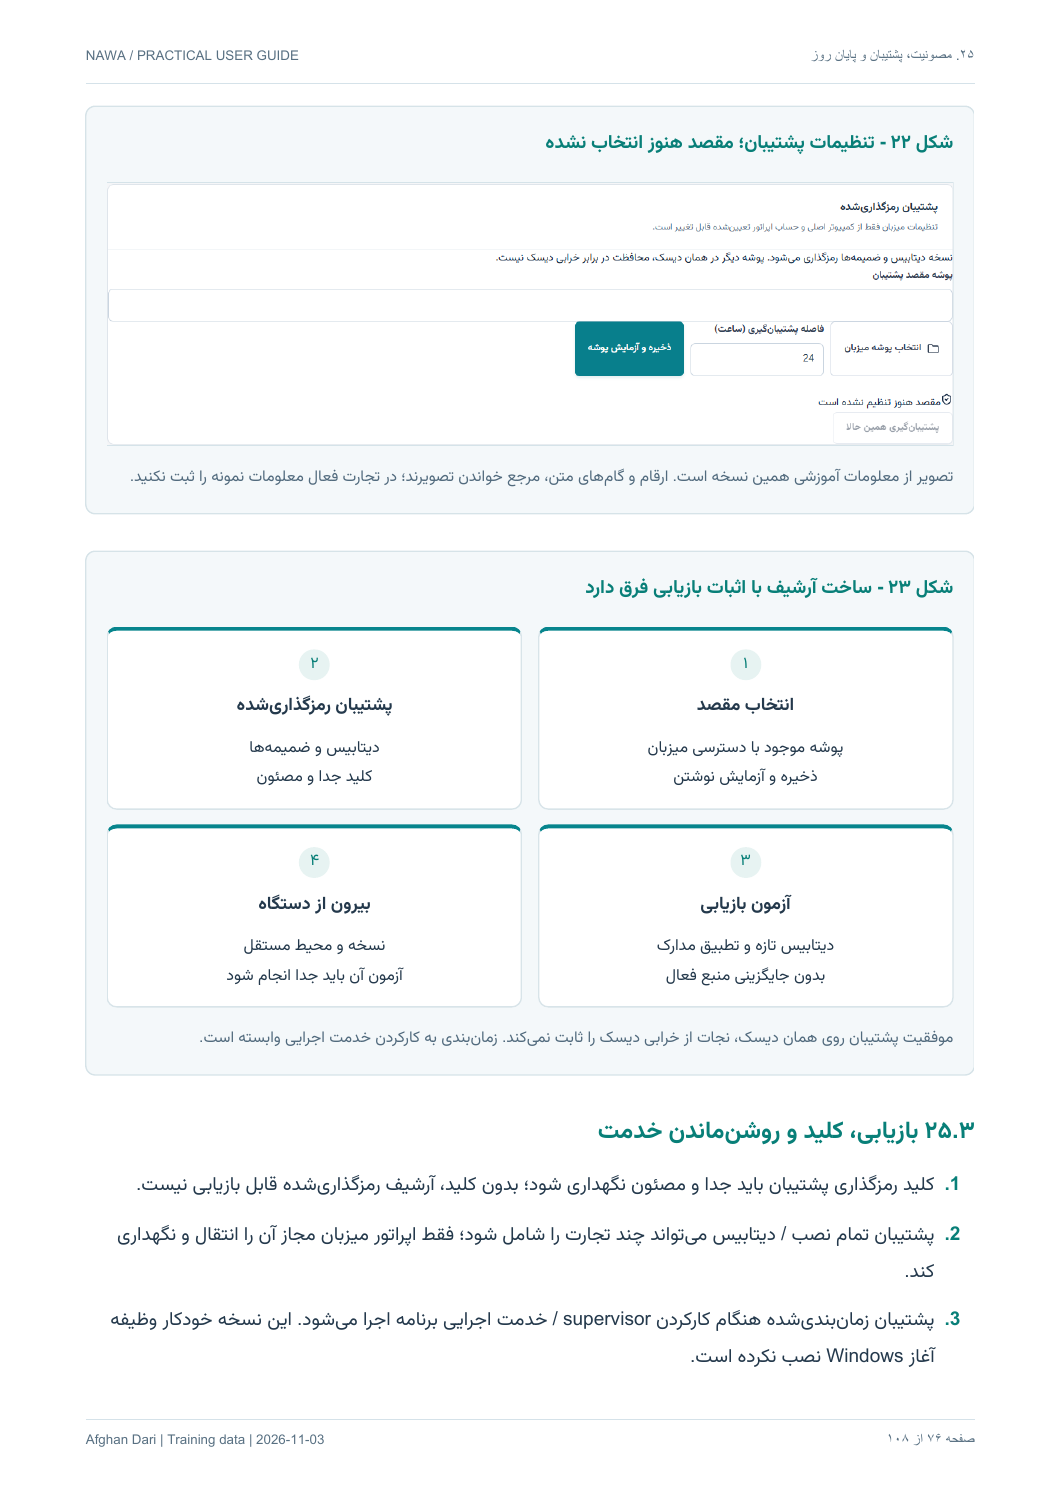 NAWA / PRACTICAL USER GUIDE
۲۵. مصونیت، پشتیبان و پایان روز
شکل ۲۲ - تنظیمات پشتیبان؛ مقصد هنوز انتخاب نشده
پشتیبان رمزگذاری‌شده
تنظیمات میزبان فقط از کمپیوتر اصلی و حساب اپراتور تعیین‌شده قابل تغییر است.
نسخه دیتابیس و ضمیمه‌ها رمزگذاری می‌شود. پوشه دیگر در همان دیسک، محافظت در برابر خرابی دیسک نیست.
پوشه مقصد پشتیبان
انتخاب پوشه میزبان
فاصله پشتیبان‌گیری (ساعت)
24
ذخیره و آزمایش پوشه
مقصد هنوز تنظیم نشده است
پشتیبان‌گیری همین حالا
تصویر از معلومات آموزشی همین نسخه است. ارقام و گام‌های متن، مرجع خواندن تصویرند؛ در تجارت فعال معلومات نمونه را ثبت نکنید.
شکل ۲۳ - ساخت آرشیف با اثبات بازیابی فرق دارد
۱
انتخاب مقصد
پوشه موجود با دسترسی میزبان
ذخیره و آزمایش نوشتن
۲
پشتیبان رمزگذاری‌شده
دیتابیس و ضمیمه‌ها
کلید جدا و مصئون
۳
آزمون بازیابی
دیتابیس تازه و تطبیق مدارک
بدون جایگزینی منبع فعال
۴
بیرون از دستگاه
نسخه و محیط مستقل
آزمون آن باید جدا انجام شود
موفقیت پشتیبان روی همان دیسک، نجات از خرابی دیسک را ثابت نمی‌کند. زمان‌بندی به کارکردن خدمت اجرایی وابسته است.
۲۵.۳ بازیابی، کلید و روشن‌ماندن خدمت
1. کلید رمزگذاری پشتیبان باید جدا و مصئون نگهداری شود؛ بدون کلید، آرشیف رمزگذاری‌شده قابل بازیابی نیست.
2. پشتیبان تمام نصب / دیتابیس می‌تواند چند تجارت را شامل شود؛ فقط اپراتور میزبان مجاز آن را انتقال و نگهداری
کند.
3. پشتیبان زمان‌بندی‌شده هنگام کارکردن supervisor / خدمت اجرایی برنامه اجرا می‌شود. این نسخه خودکار وظیفه
آغاز Windows نصب نکرده است.
Afghan Dari | Training data | 2026-11-03
صفحه ۷۶ از ۱۰۸